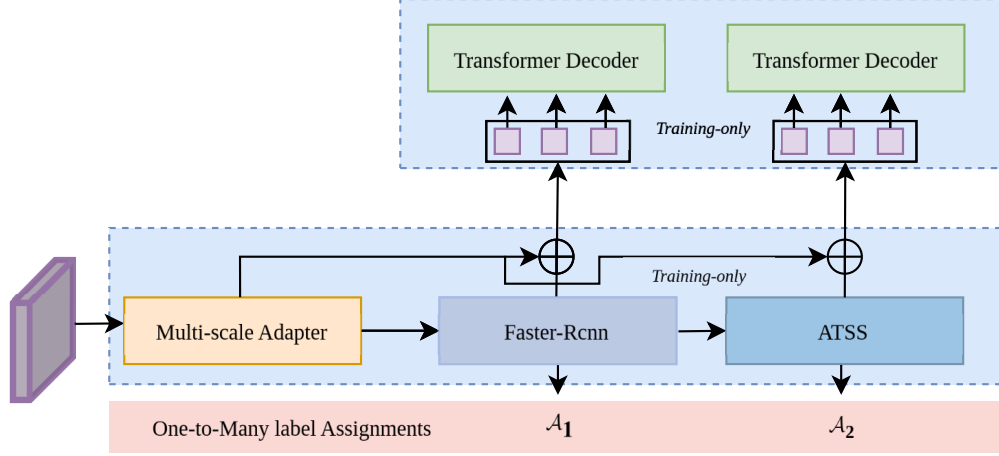 Transformer Decoder
Transformer Decoder
Training-only
Training-only
Multi-scale Adapter
Faster-Rcnn
ATSS
One-to-Many label Assignments
𝒜1
𝒜2